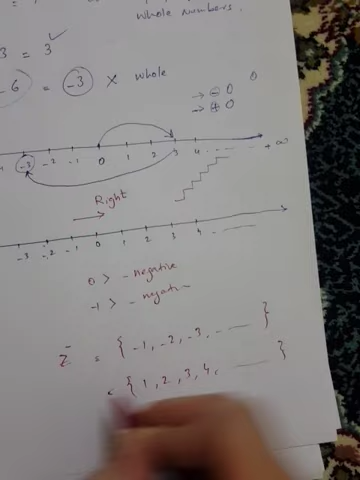 whole numbers.
3 = 3 ✓
-6 = -3 × whole
0
→ ⊖ 0
→ ⊕ 0
-3 -2 -1 0 1 2 3 4 +∞
Right
-3 -2 -1 0 1 2 3 4
0 > - negative
-1 > -
Z⁻ = { -1, -2, -3, - — }
= { 1, 2, 3, 4, — }